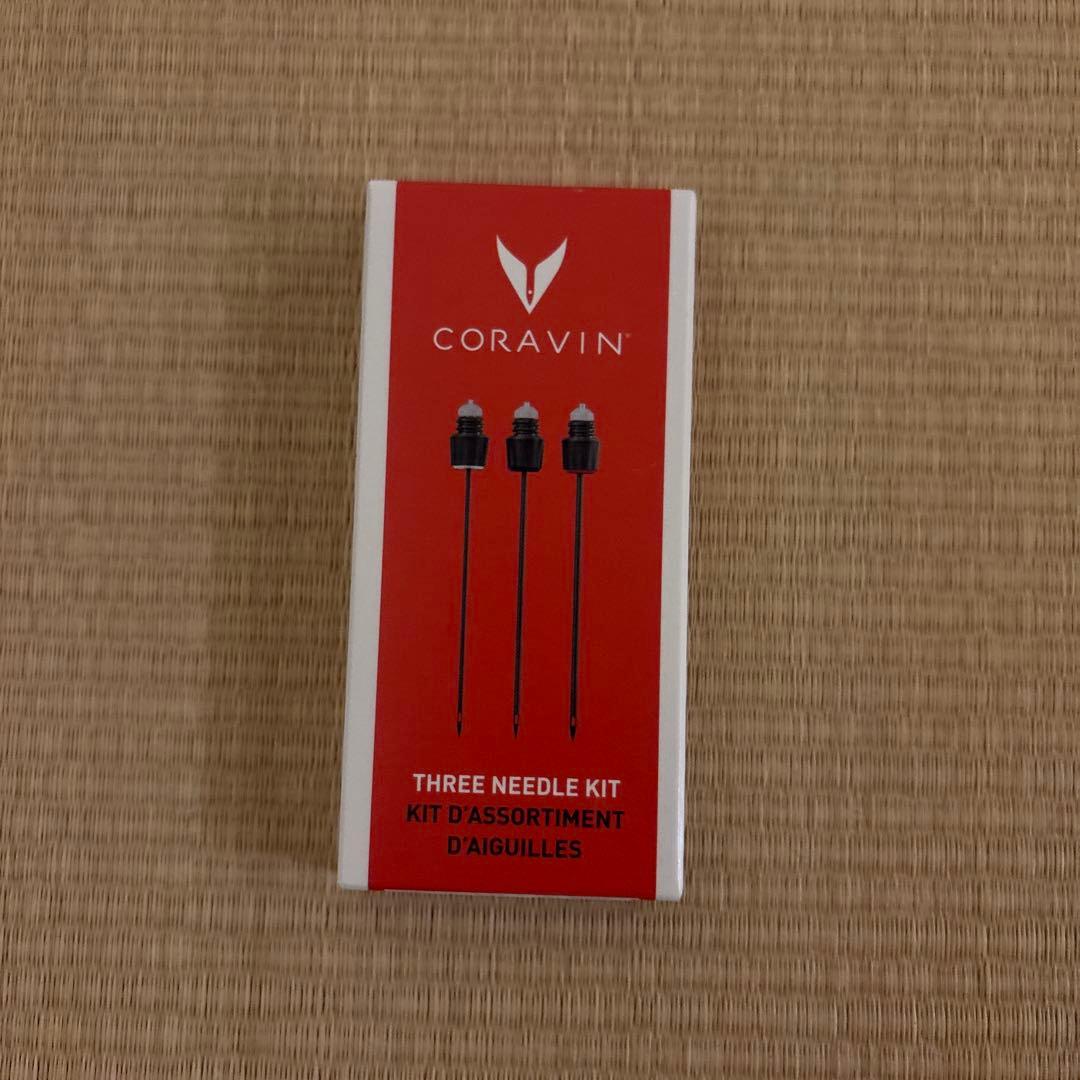 CORAVIN®
THREE NEEDLE KIT
KIT D'ASSORTIMENT
D'AIGUILLES